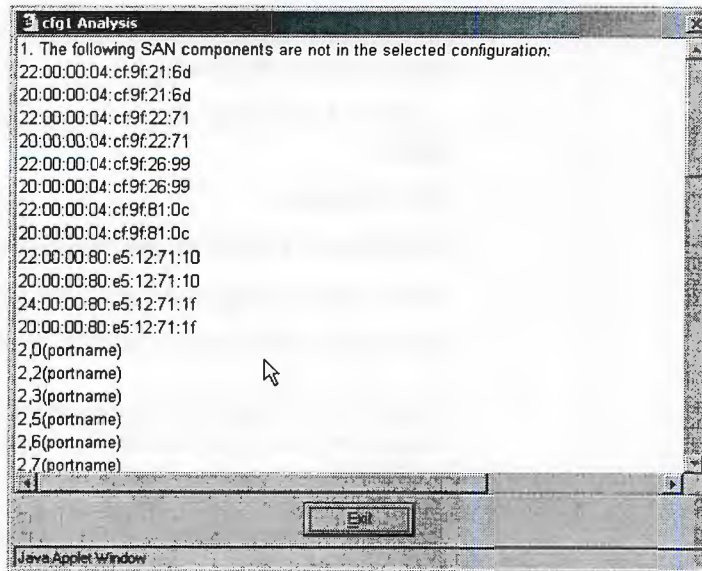 cfg1 Analysis
1. The following SAN components are not in the selected configuration:
22:00:00:04:cf:9f:21:6d
20:00:00:04:cf:9f:21:6d
22:00:00:04:cf:9f:22:71
20:00:00:04:cf:9f:22:71
22:00:00:04:cf:9f:26:99
20:00:00:04:cf:9f:26:99
22:00:00:04:cf:9f:81:0c
20:00:00:04:cf:9f:81:0c
22:00:00:80:e5:12:71:10
20:00:00:80:e5:12:71:10
24:00:00:80:e5:12:71:1f
20:00:00:80:e5:12:71:1f
2,0(portname)
2,2(portname)
2,3(portname)
2,5(portname)
2,6(portname)
2,7(portname)
Exit
Java Applet Window